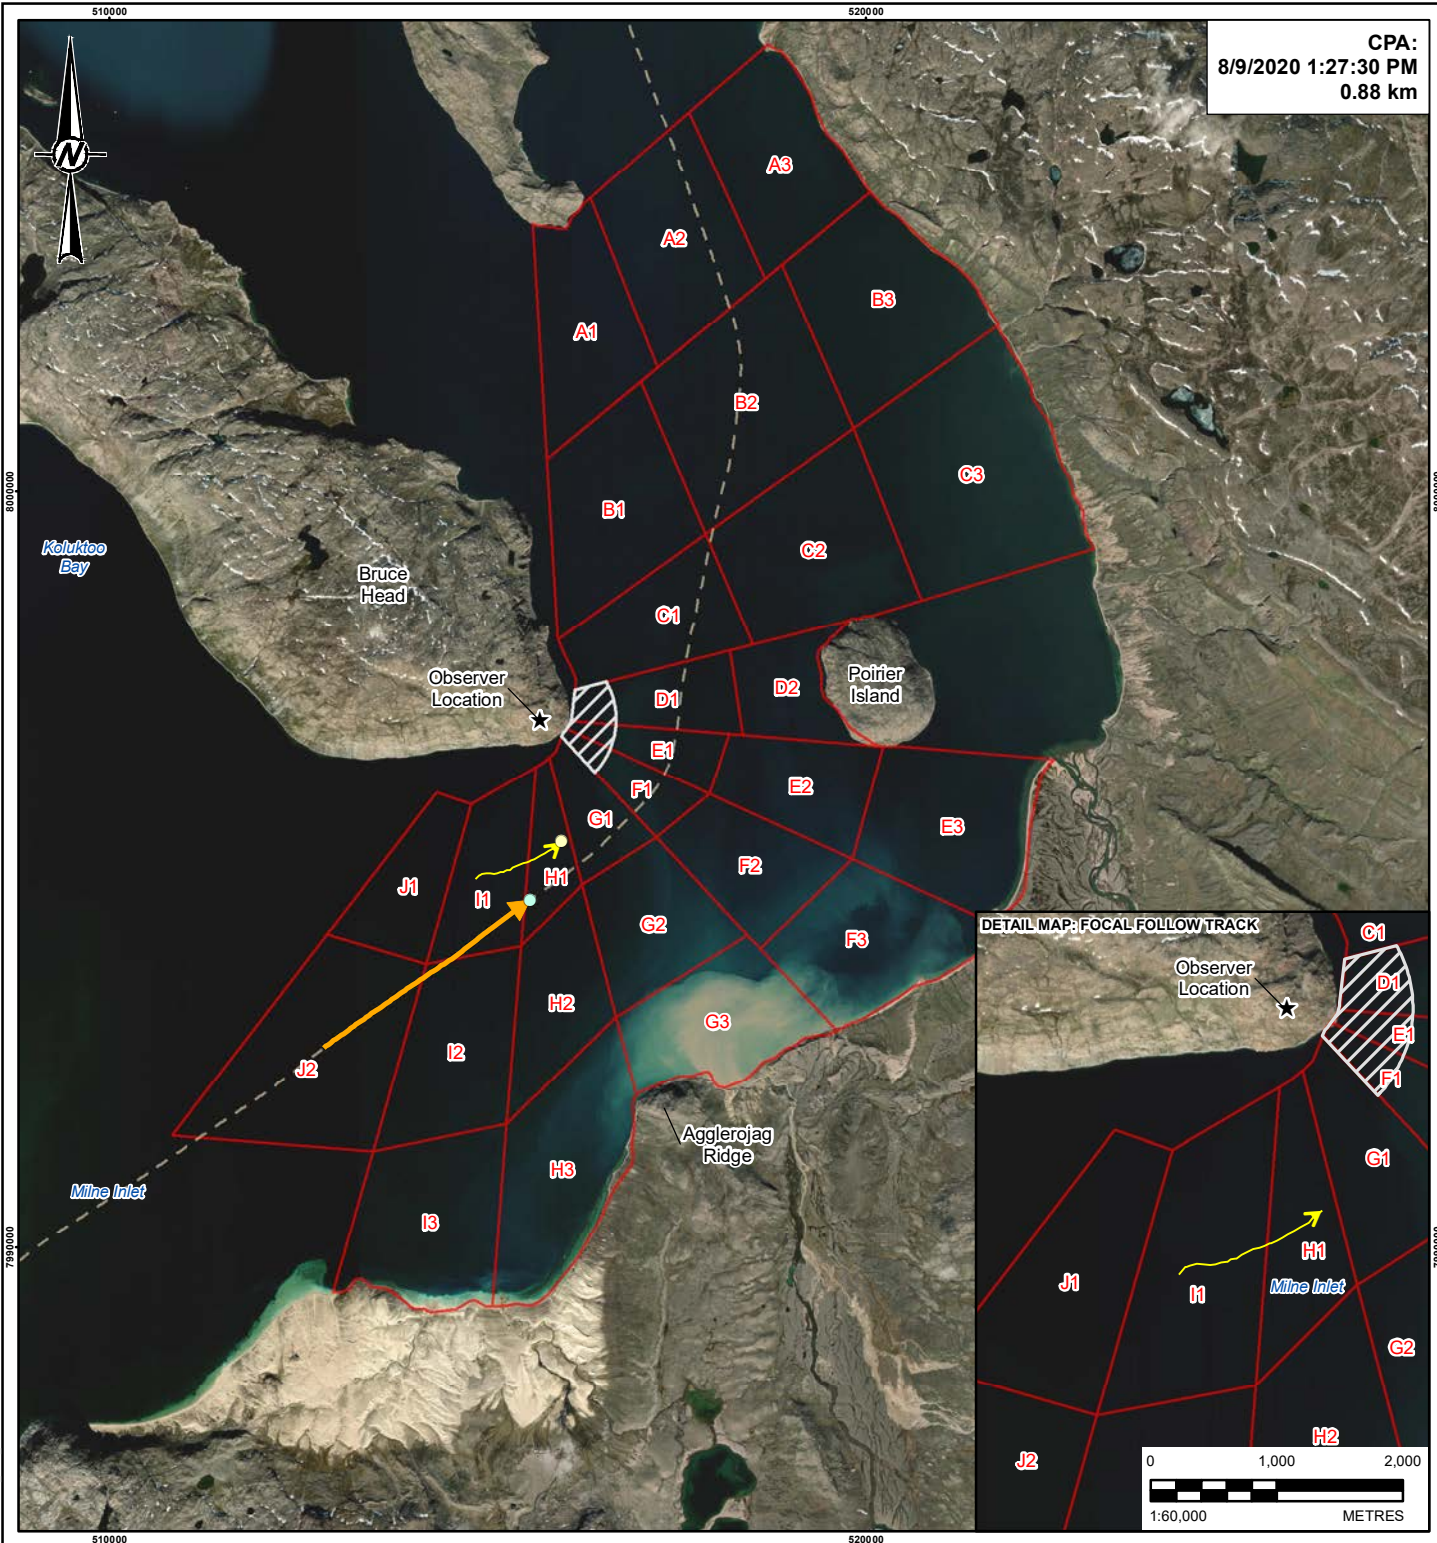 510000
520000
CPA:
8/9/2020 1:27:30 PM
0.88 km
N
A3
A2
B3
A1
B2
C3
8000000
8000000
B1
C2
Koluktoo
Bay
Bruce
Head
C1
Observer
Location
D1
D2
Poirier
Island
E1
E2
F1
G1
E3
F2
H1
J1
I1
G2
F3
DETAIL MAP: FOCAL FOLLOW TRACK
C1
Observer
Location
D1
E1
F1
G1
H1
J1
I1
Milne Inlet
G2
H2
J2
0 1,000 2,000
1:60,000 METRES
H2
G3
I2
J2
Agglerojag
Ridge
H3
Milne Inlet
I3
7990000
7990000
510000
520000